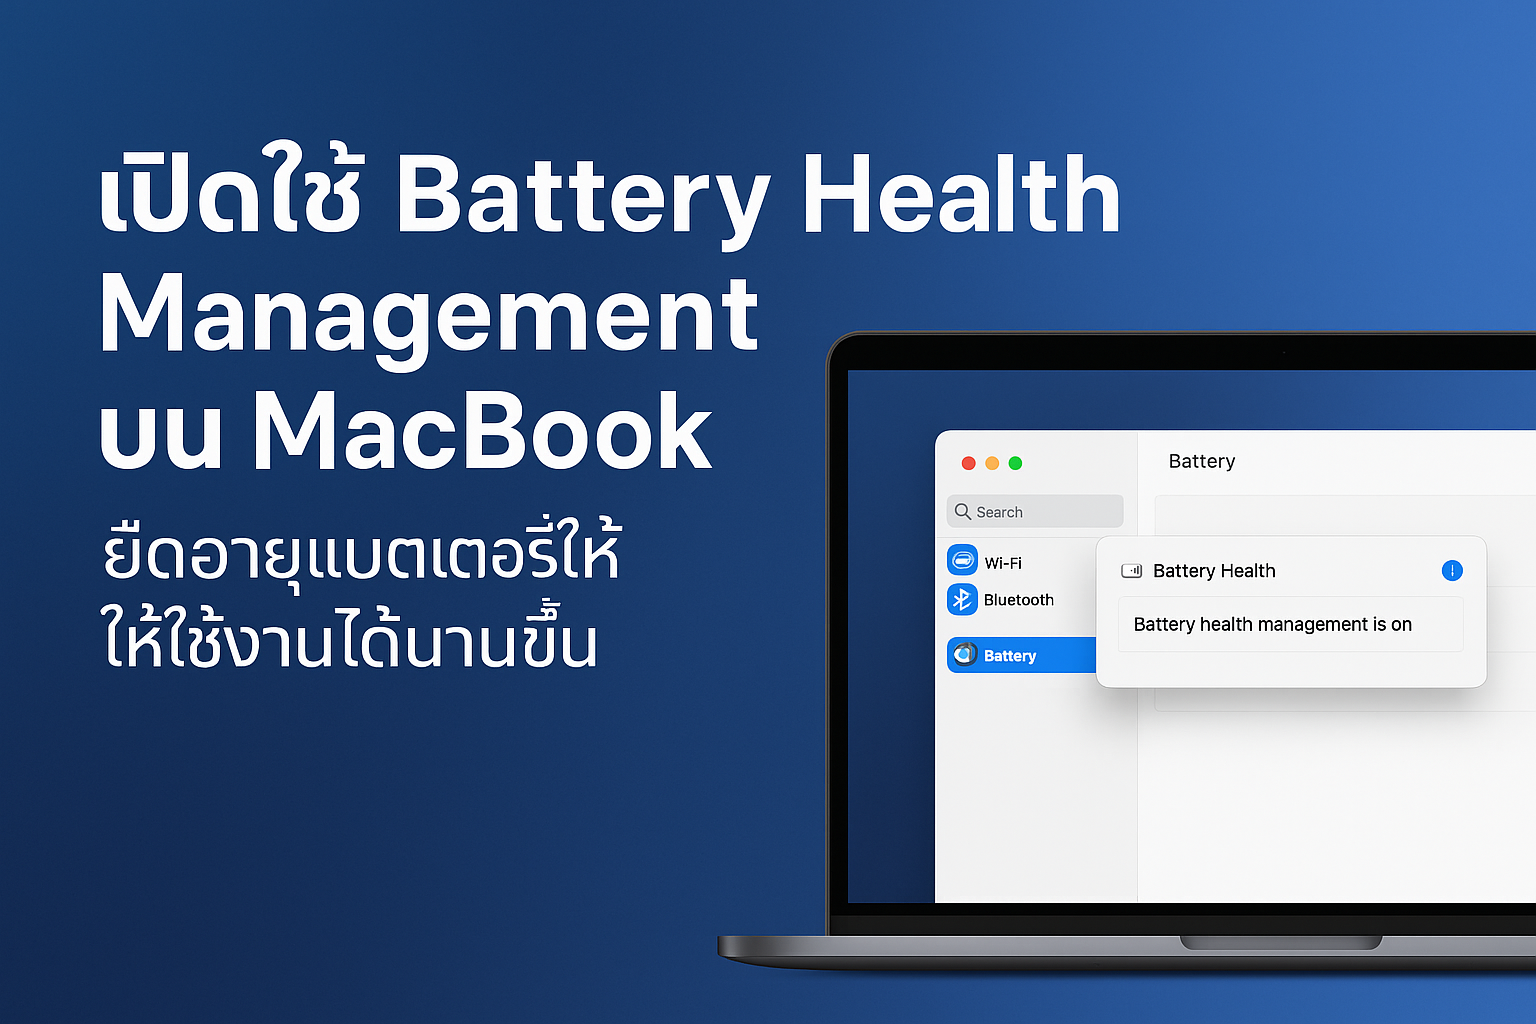 เปิดใช้ Battery Health
Management
บน MacBook
ยืดอายุแบตเตอรี่ให้
ให้ใช้งานได้นานขึ้น
Battery
Search
Wi-Fi
Bluetooth
Battery
Battery Health
Battery health management is on